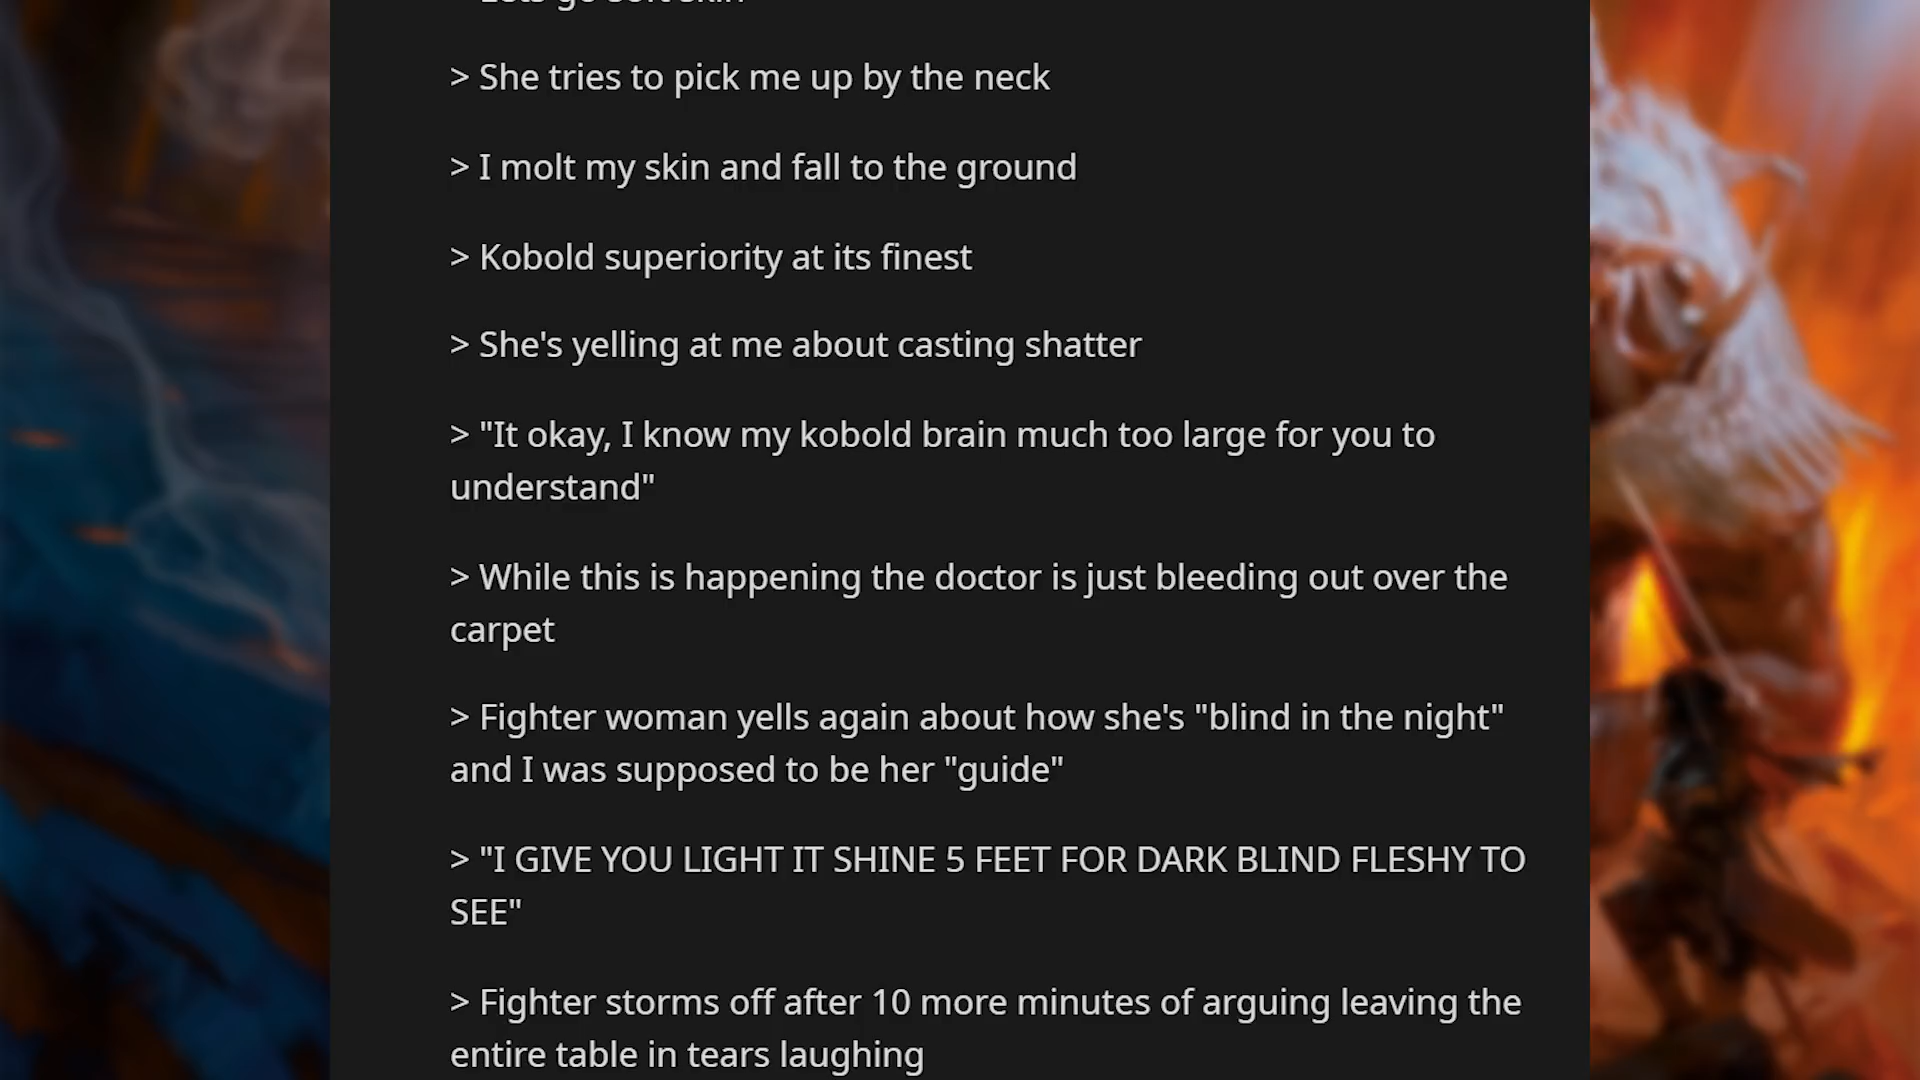 > She tries to pick me up by the neck
> I molt my skin and fall to the ground
> Kobold superiority at its finest
> She's yelling at me about casting shatter
> "It okay, I know my kobold brain much too large for you to
understand"
> While this is happening the doctor is just bleeding out over the
carpet
> Fighter woman yells again about how she's "blind in the night"
and I was supposed to be her "guide"
> "I GIVE YOU LIGHT IT SHINE 5 FEET FOR DARK BLIND FLESHY TO
SEE"
> Fighter storms off after 10 more minutes of arguing leaving the
entire table in tears laughing